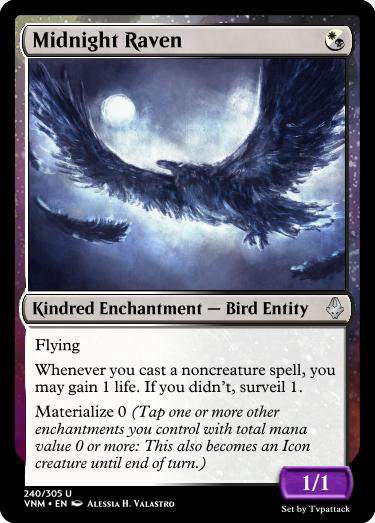 Midnight Raven
Kindred Enchantment — Bird Entity
Flying
Whenever you cast a noncreature spell, you
may gain 1 life. If you didn't, surveil 1.
Materialize 0 (Tap one or more other
enchantments you control with total mana
value 0 or more: This also becomes an Icon
creature until end of turn.)
1/1
240/305 U
VNM • EN Alessia H. Valastro
Set by Tvpattack